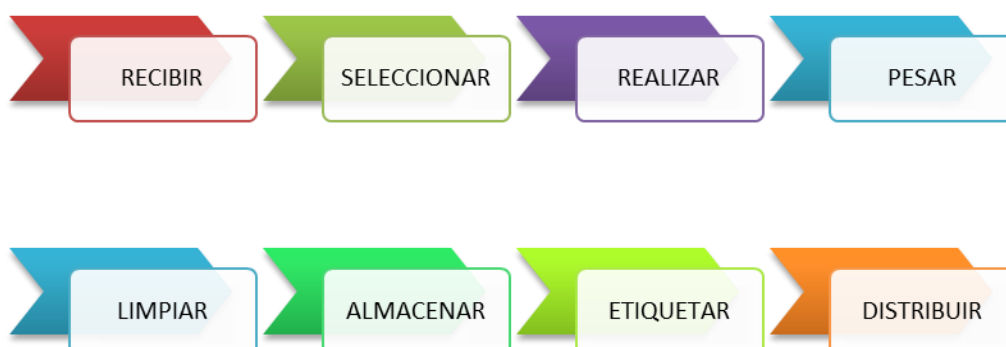 RECIBIR
SELECCIONAR
REALIZAR
PESAR
LIMPIAR
ALMACENAR
ETIQUETAR
DISTRIBUIR